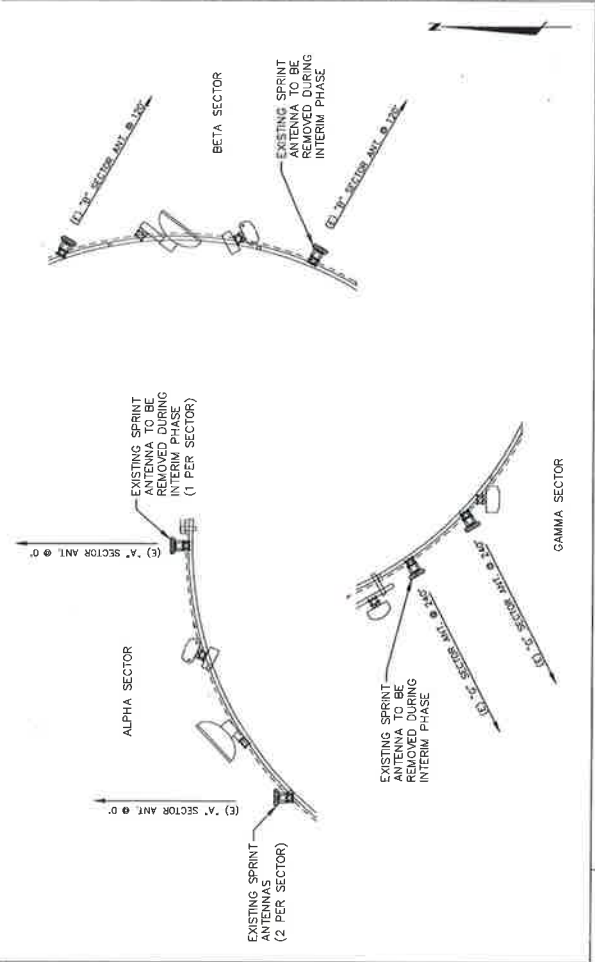 N
BETA SECTOR
(E) "B" SECTOR ANT. @ 120°
EXISTING SPRINT
ANTENNA TO BE
REMOVED DURING
INTERIM PHASE
(E) "B" SECTOR ANT. @ 120°
EXISTING SPRINT
ANTENNA TO BE
REMOVED DURING
INTERIM PHASE
(1 PER SECTOR)
(E) "A" SECTOR ANT. @ 0°
ALPHA SECTOR
(E) "A" SECTOR ANT. @ 0°
EXISTING SPRINT
ANTENNAS
(2 PER SECTOR)
EXISTING SPRINT
ANTENNA TO BE
REMOVED DURING
INTERIM PHASE
(E) "G" SECTOR ANT. @ 240°
(E) "G" SECTOR ANT. @ 240°
GAMMA SECTOR